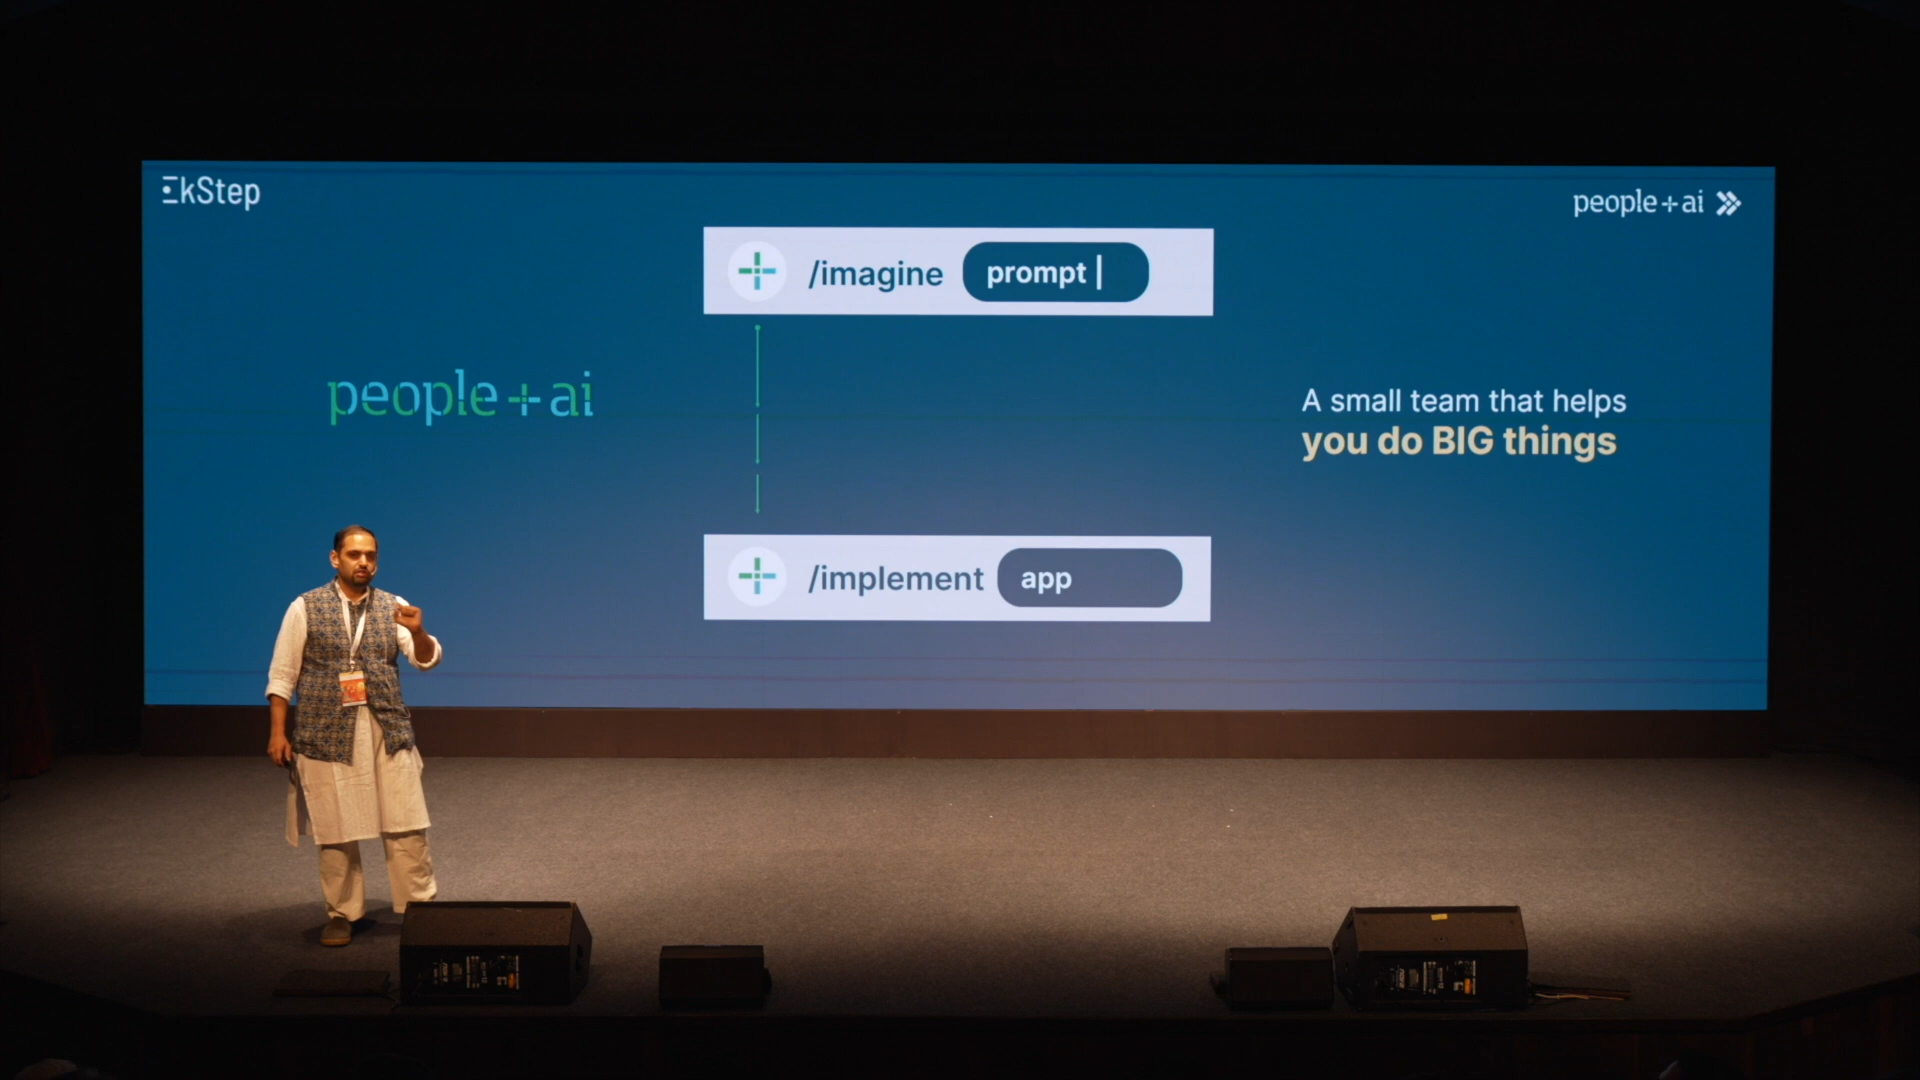 EkStep
people+ai
/imagine prompt
people+ai
A small team that helps
you do BIG things
/implement app